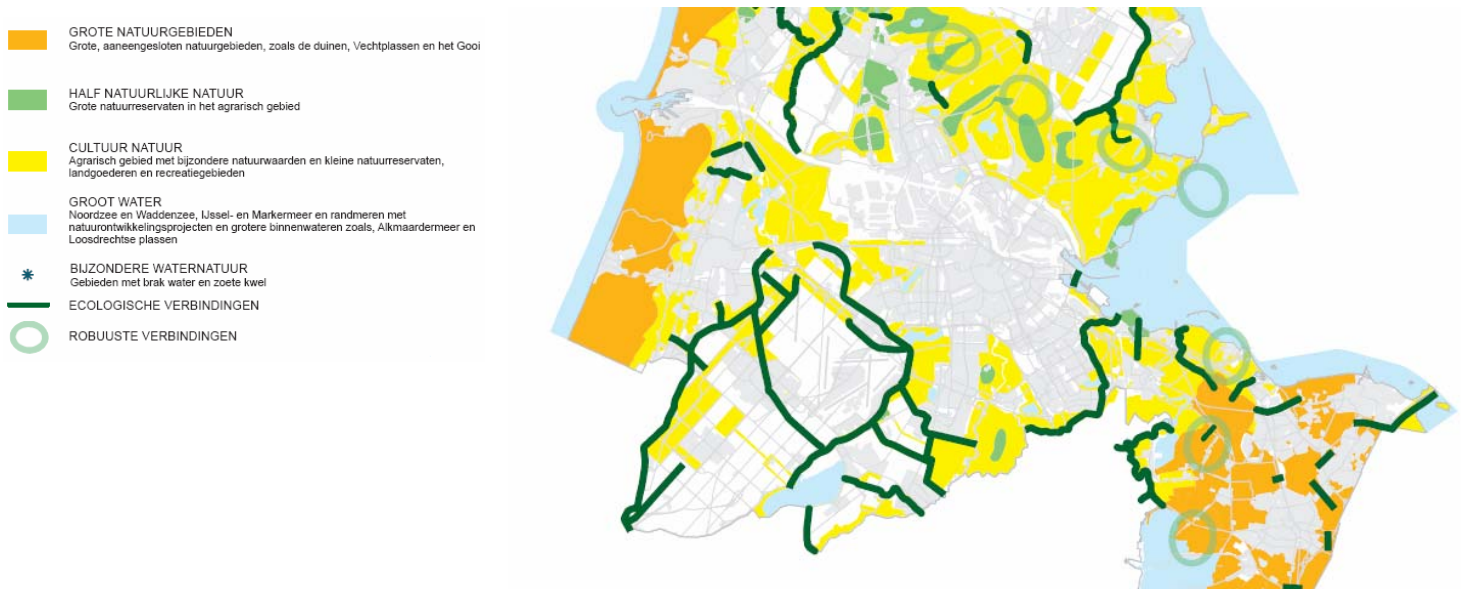 GROTE NATUURGEBIEDEN
Grote, aaneengesloten natuurgebieden, zoals de duinen, Vechtplassen en het Gooi
HALF NATUURLIJKE NATUUR
Grote natuurreservaten in het agrarisch gebied
CULTUUR NATUUR
Agrarisch gebied met bijzondere natuurwaarden en kleine natuurreservaten,
landgoederen en recreatiegebieden
GROOT WATER
Noordzee en Waddenzee, IJssel- en Markermeer en randmeren met
natuurontwikkelingsprojecten en grotere binnenwateren zoals, Alkmaardermeer en
Loosdrechtse plassen
BIJZONDERE WATERNATUUR
Gebieden met brak water en zoete kwel
ECOLOGISCHE VERBINDINGEN
ROBUUSTE VERBINDINGEN